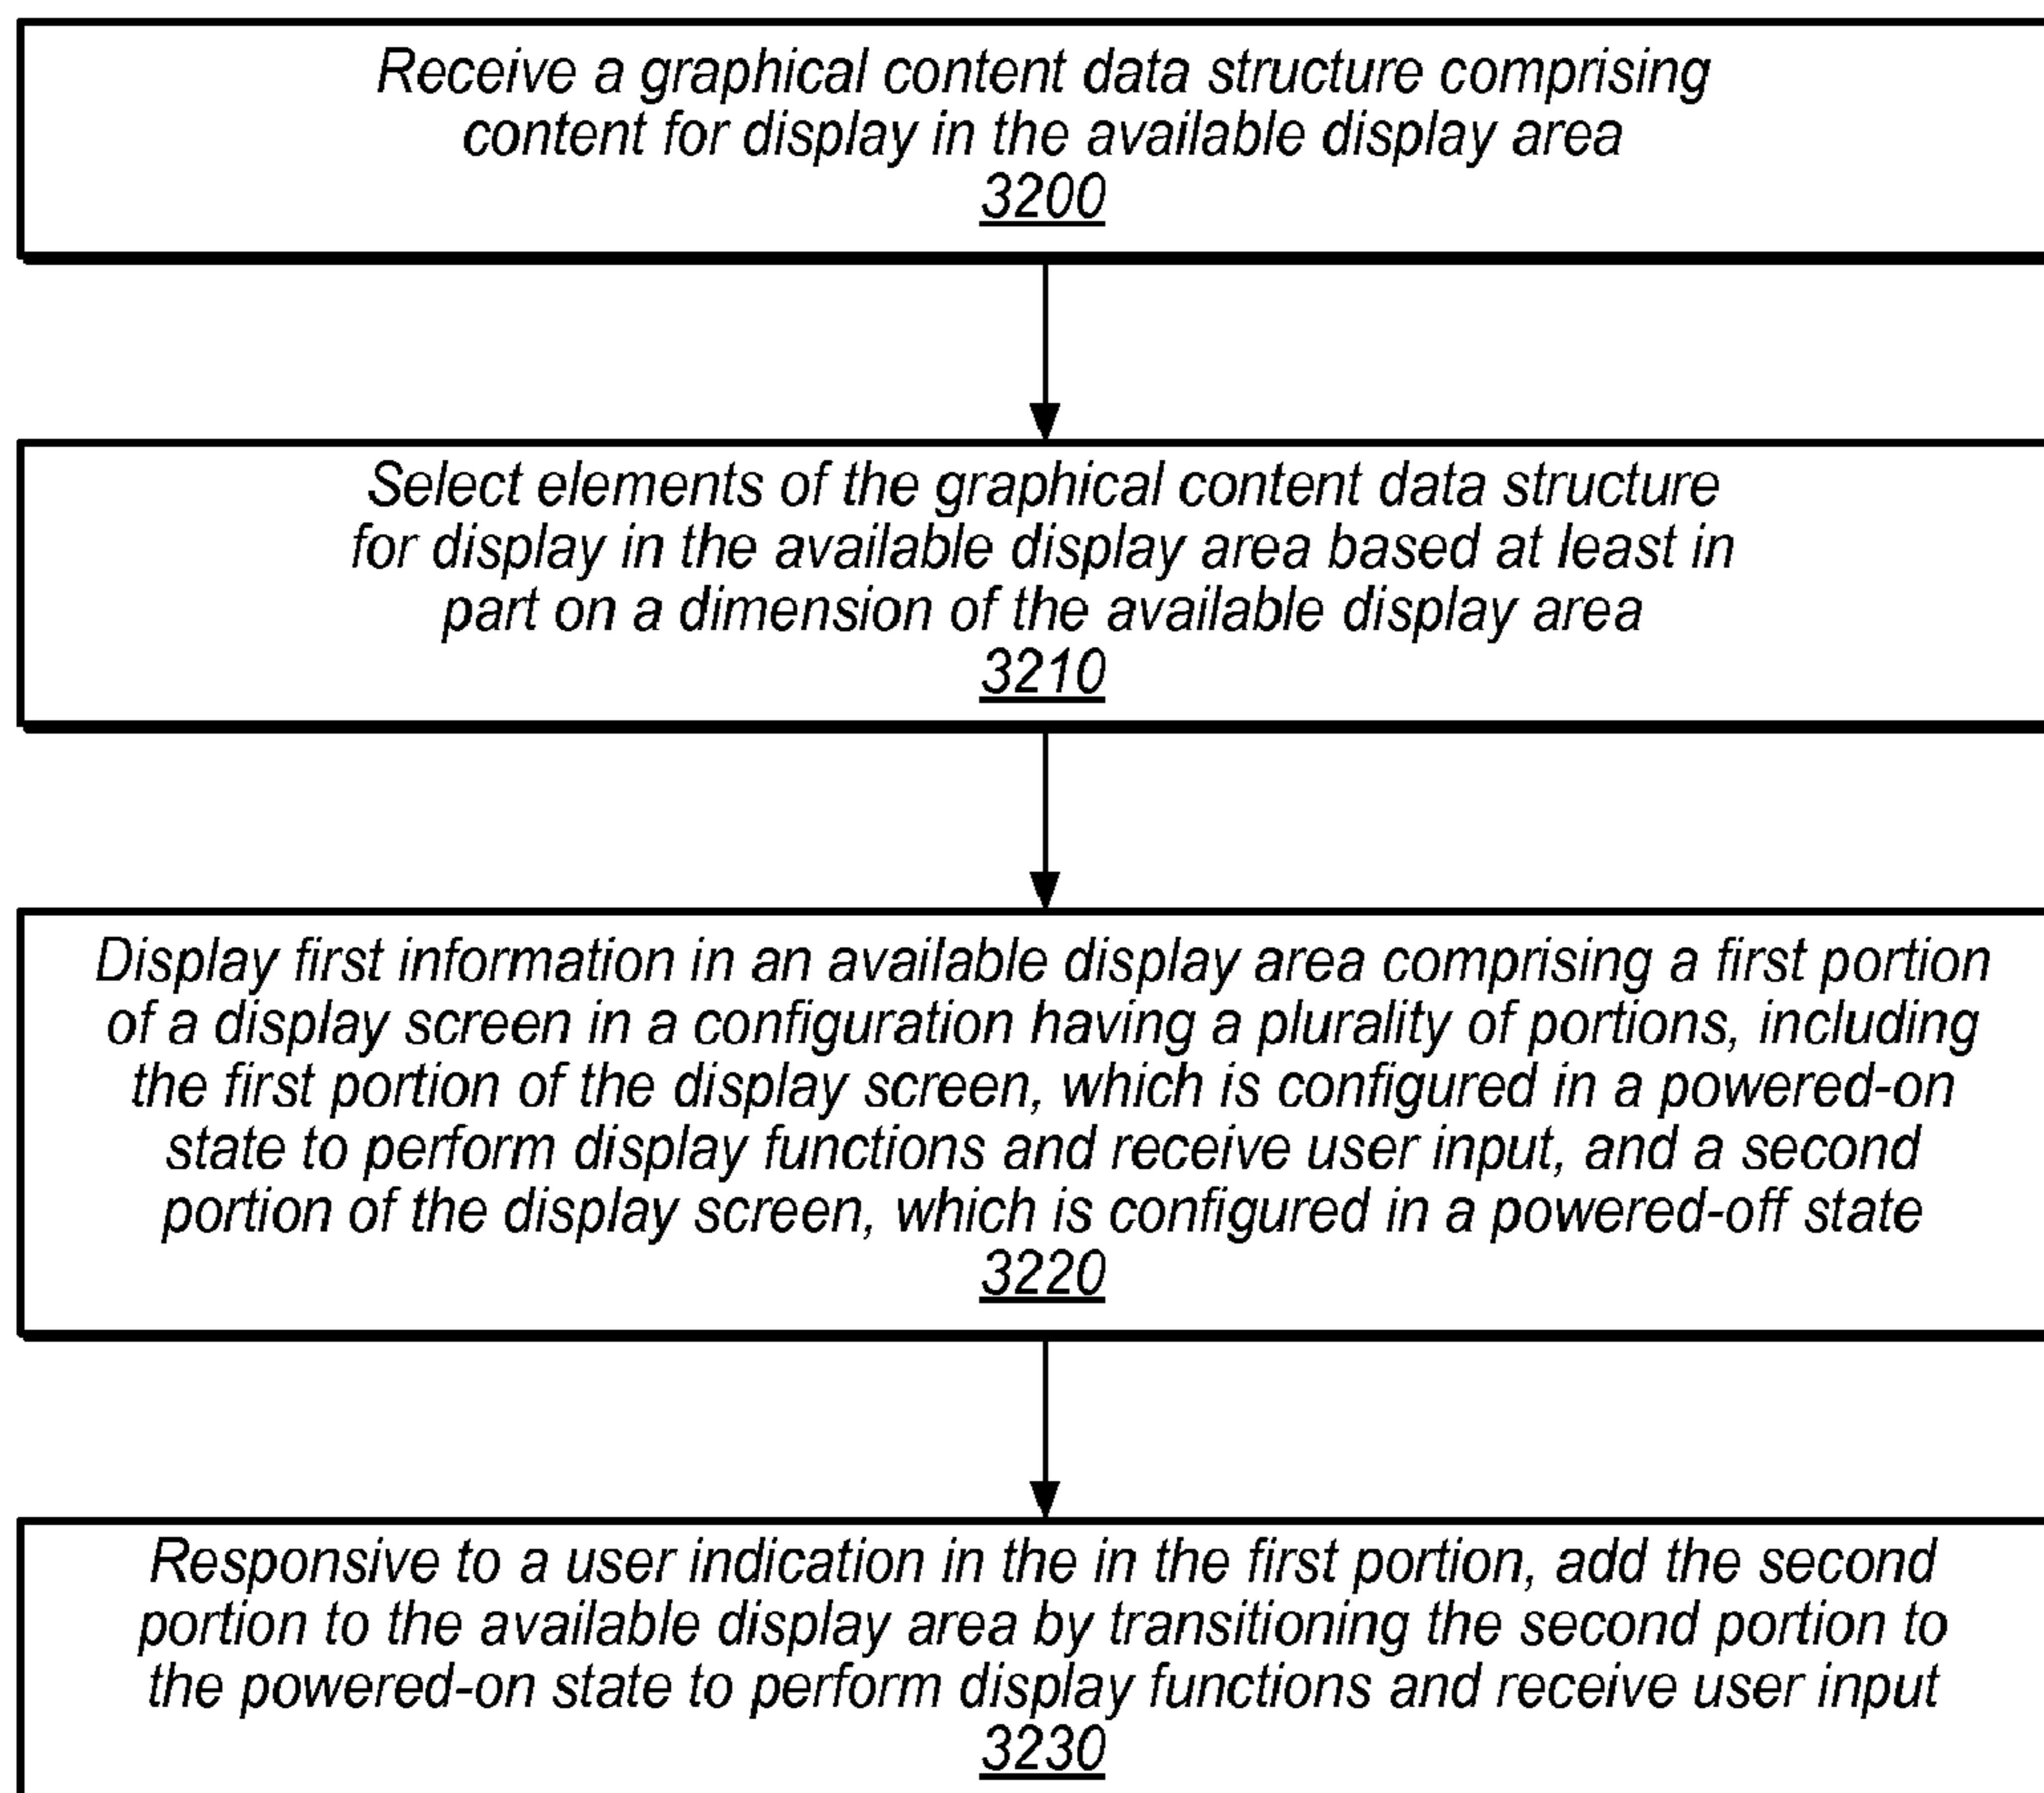 Receive a graphical content data structure comprising
content for display in the available display area
3200
Select elements of the graphical content data structure
for display in the available display area based at least in
part on a dimension of the available display area
3210
Display first information in an available display area comprising a first portion
of a display screen in a configuration having a plurality of portions, including
the first portion of the display screen, which is configured in a powered-on
state to perform display functions and receive user input, and a second
portion of the display screen, which is configured in a powered-off state
3220
Responsive to a user indication in the in the first portion, add the second
portion to the available display area by transitioning the second portion to
the powered-on state to perform display functions and receive user input
3230